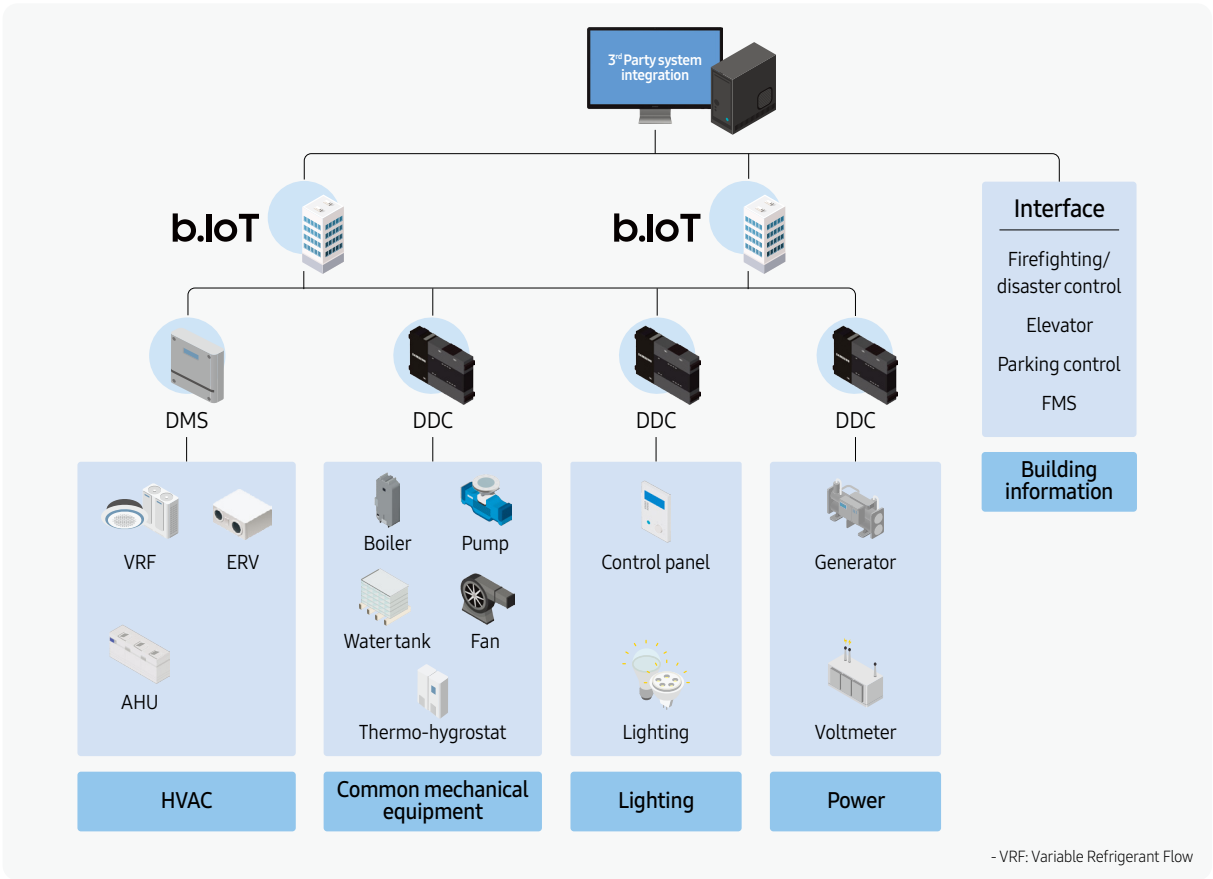 3rd Party system
integration
b.IoT
b.IoT
Interface
Firefighting/
disaster control
Elevator
Parking control
FMS
Building
information
DMS
DDC
DDC
DDC
VRF
ERV
AHU
Boiler
Pump
Water tank
Fan
Thermo-hygrostat
Control panel
Lighting
Generator
Voltmeter
HVAC
Common mechanical
equipment
Lighting
Power
- VRF: Variable Refrigerant Flow